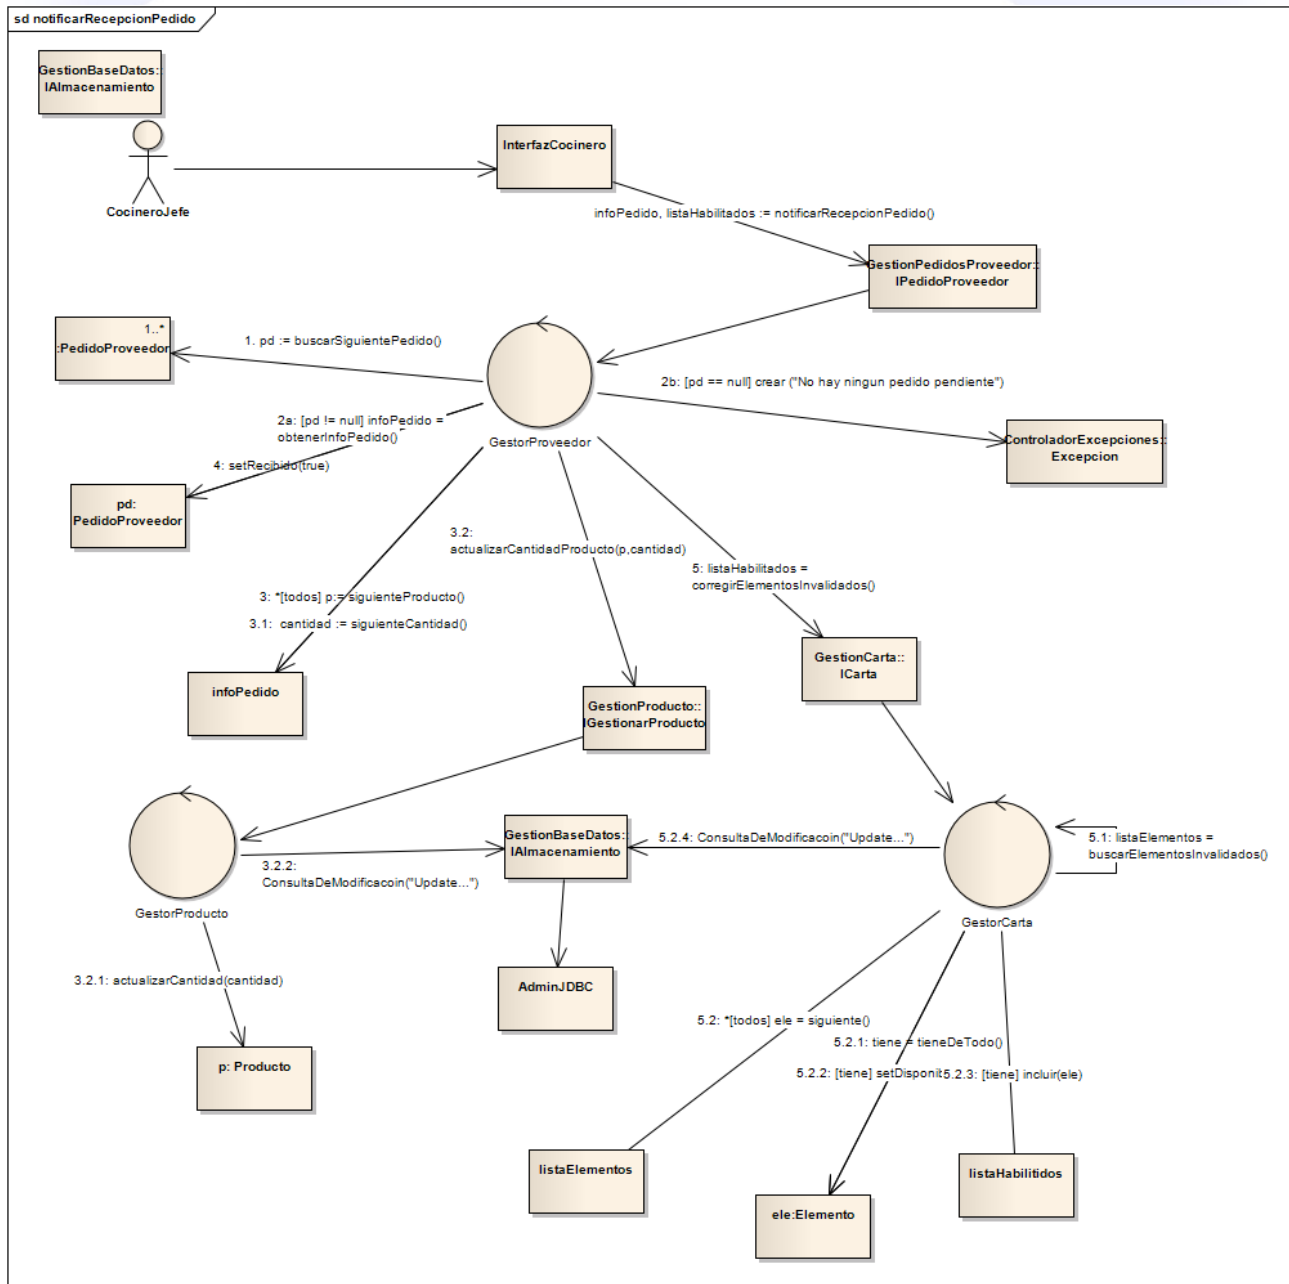 sd notificarRecepcionPedido
GestionBaseDatos::
IAlmacenamiento
CocineroJefe
InterfazCocinero
infoPedido, listaHabilitados := notificarRecepcionPedido()
GestionPedidosProveedor::
IPedidoProveedor
1..*
:PedidoProveedor
1. pd := buscarSiguientePedido()
GestorProveedor
2b: [pd == null] crear ("No hay ningun pedido pendiente")
ControladorExcepciones::
Excepcion
2a: [pd != null] infoPedido =
obtenerInfoPedido()
4: setRecibido(true)
pd:
PedidoProveedor
3.2:
actualizarCantidadProducto(p,cantidad)
5: listaHabilitados =
corregirElementosInvalidados()
3: *[todos] p:= siguienteProducto()
3.1:  cantidad := siguienteCantidad()
infoPedido
GestionProducto::
IGestionarProducto
GestionCarta::
ICarta
GestorProducto
3.2.2:
ConsultaDeModificacoin("Update...")
GestionBaseDatos::
IAlmacenamiento
5.2.4: ConsultaDeModificacoin("Update...")
5.1: listaElementos =
buscarElementosInvalidados()
GestorCarta
3.2.1: actualizarCantidad(cantidad)
p: Producto
AdminJDBC
5.2: *[todos] ele = siguiente()
5.2.1: tiene = tieneDeTodo()
5.2.2: [tiene]
5.2.3: [tiene] incluir(ele)
listaElementos
ele:Elemento
listaHabilitidos